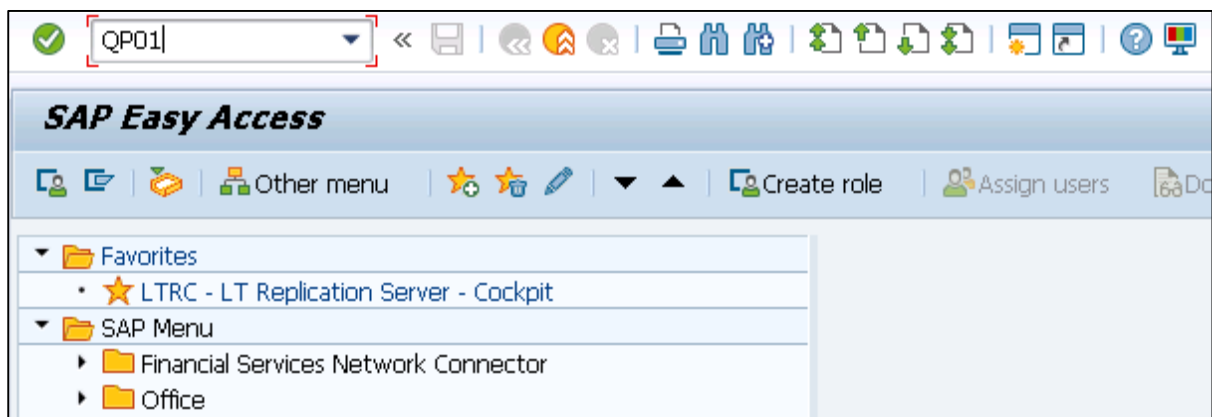 QP01
SAP Easy Access
Other menu Create role Assign users Do
Favorites
LTRC - LT Replication Server - Cockpit
SAP Menu
Financial Services Network Connector
Office